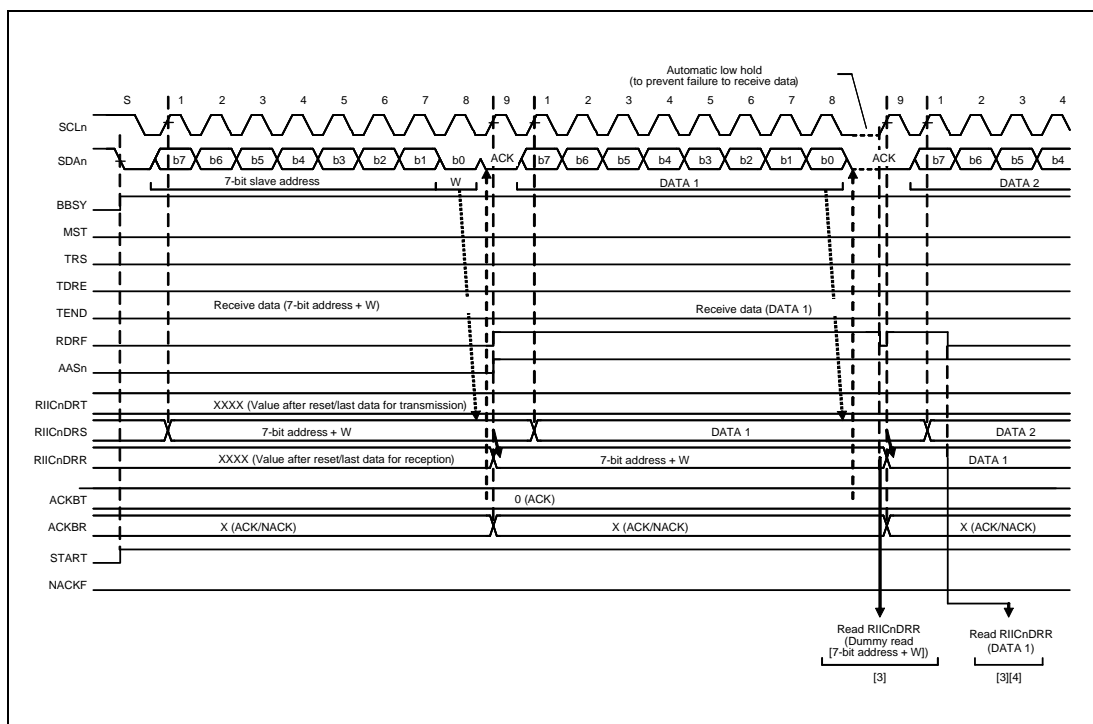 Automatic low hold
(to prevent failure to receive data)
S 1 2 3 4 5 6 7 8 9 1 2 3 4 5 6 7 8 9 1 2 3 4
SCLn
SDAn b7 b6 b5 b4 b3 b2 b1 b0 ACK b7 b6 b5 b4 b3 b2 b1 b0 ACK b7 b6 b5 b4
7-bit slave address W DATA 1 DATA 2
BBSY
MST
TRS
TDRE
TEND Receive data (7-bit address + W) Receive data (DATA 1)
RDRF
AASn
RIICnDRT XXXX (Value after reset/last data for transmission)
RIICnDRS 7-bit address + W DATA 1 DATA 2
RIICnDRR XXXX (Value after reset/last data for reception) 7-bit address + W DATA 1
ACKBT 0 (ACK)
ACKBR X (ACK/NACK) X (ACK/NACK) X (ACK/NACK)
START
NACKF
Read RIICnDRR
(Dummy read
[7-bit address + W])
[3]
Read RIICnDRR
(DATA 1)
[3][4]